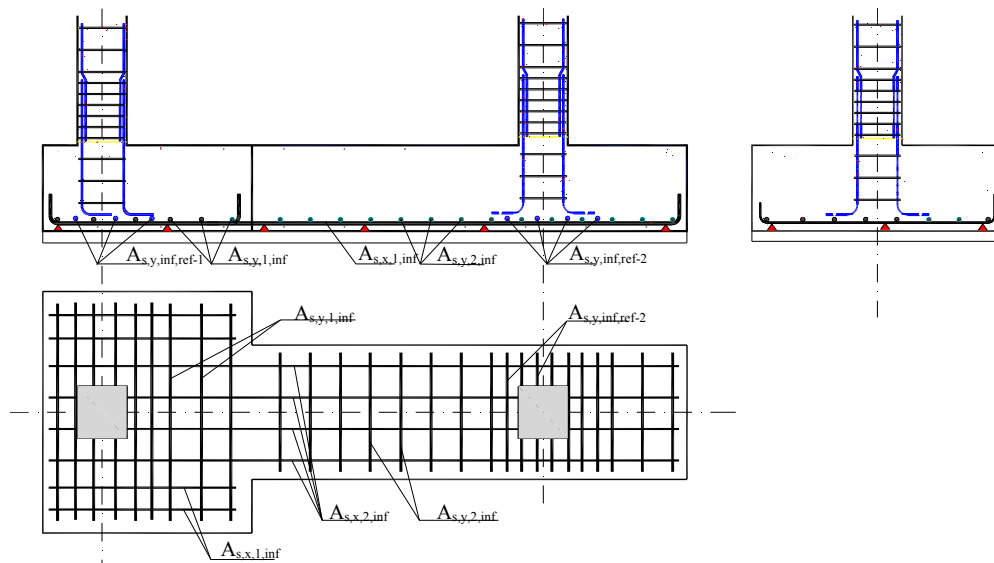 As,y,inf,ref-1
As,y,1,inf
As,x,1,inf
As,y,2,inf
As,y,inf,ref-2
As,y,1,inf
As,y,inf,ref-2
As,x,2,inf
As,y,2,inf
As,x,1,inf